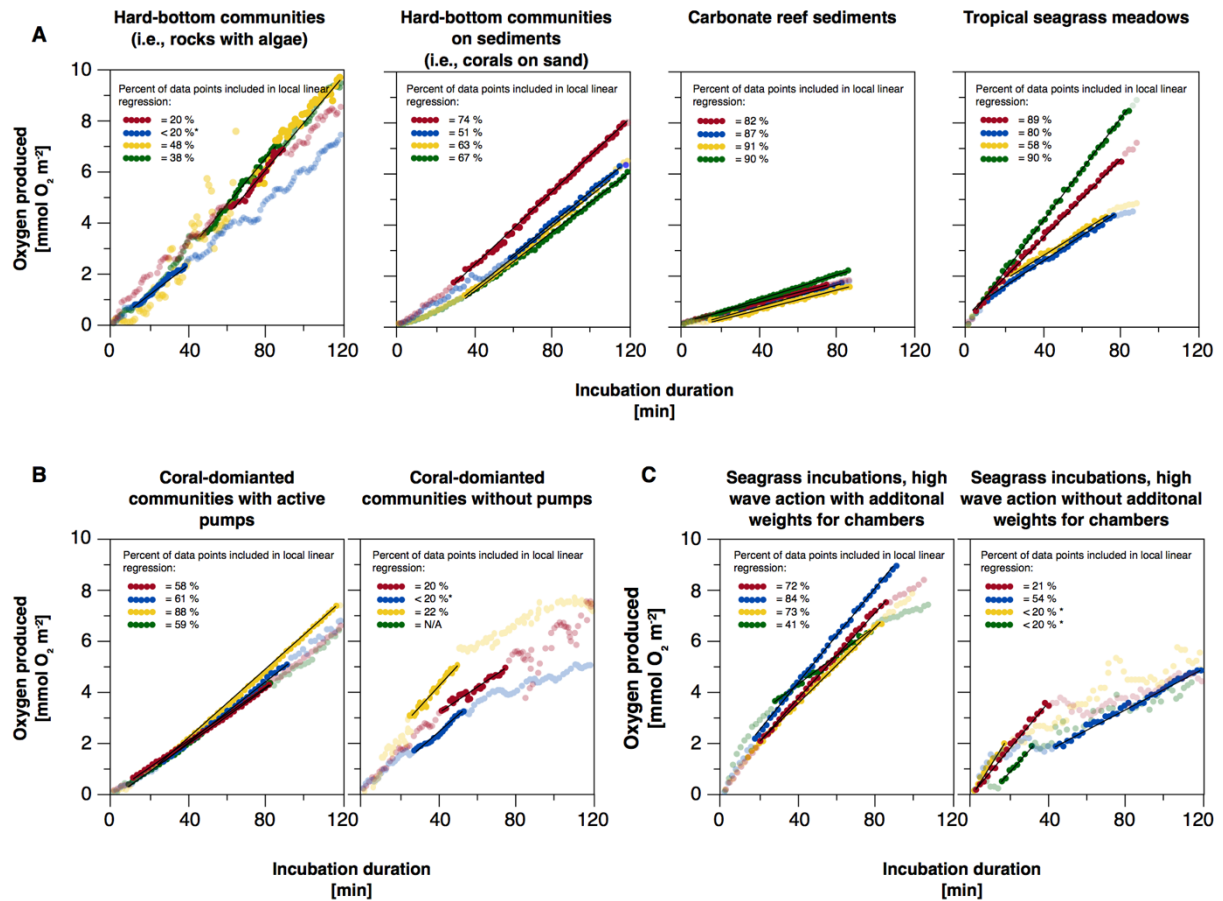 A
Hard-bottom communities
(i.e., rocks with algae)
Hard-bottom communities
on sediments
(i.e., corals on sand)
Carbonate reef sediments
Tropical seagrass meadows
Oxygen produced
[mmol O₂ m⁻²]
10
8
6
4
2
0
Percent of data points included in local linear
regression:
= 20 %
< 20 %*
= 48 %
= 38 %
0
40
80
120
Percent of data points included in local linear
regression:
= 74 %
= 51 %
= 63 %
= 67 %
0
40
80
120
Percent of data points included in local linear
regression:
= 82 %
= 87 %
= 91 %
= 90 %
0
40
80
120
Percent of data points included in local linear
regression:
= 89 %
= 80 %
= 58 %
= 90 %
0
40
80
120
Incubation duration
[min]
B
Coral-domianted
communities with active
pumps
Coral-domianted
communities without pumps
Oxygen produced
[mmol O₂ m⁻²]
10
8
6
4
2
0
Percent of data points included in local linear
regression:
= 58 %
= 61 %
= 88 %
= 59 %
0
40
80
120
Percent of data points included in local linear
regression:
= 20 %
< 20 %*
= 22 %
= N/A
0
40
80
120
Incubation duration
[min]
C
Seagrass incubations, high
wave action with additonal
weights for chambers
Seagrass incubations, high
wave action without additonal
weights for chambers
Oxygen produced
[mmol O₂ m⁻²]
10
8
6
4
2
0
Percent of data points included in local linear
regression:
= 72 %
= 84 %
= 73 %
= 41 %
0
40
80
120
Percent of data points included in local linear
regression:
= 21 %
= 54 %
< 20 % *
< 20 % *
0
40
80
120
Incubation duration
[min]